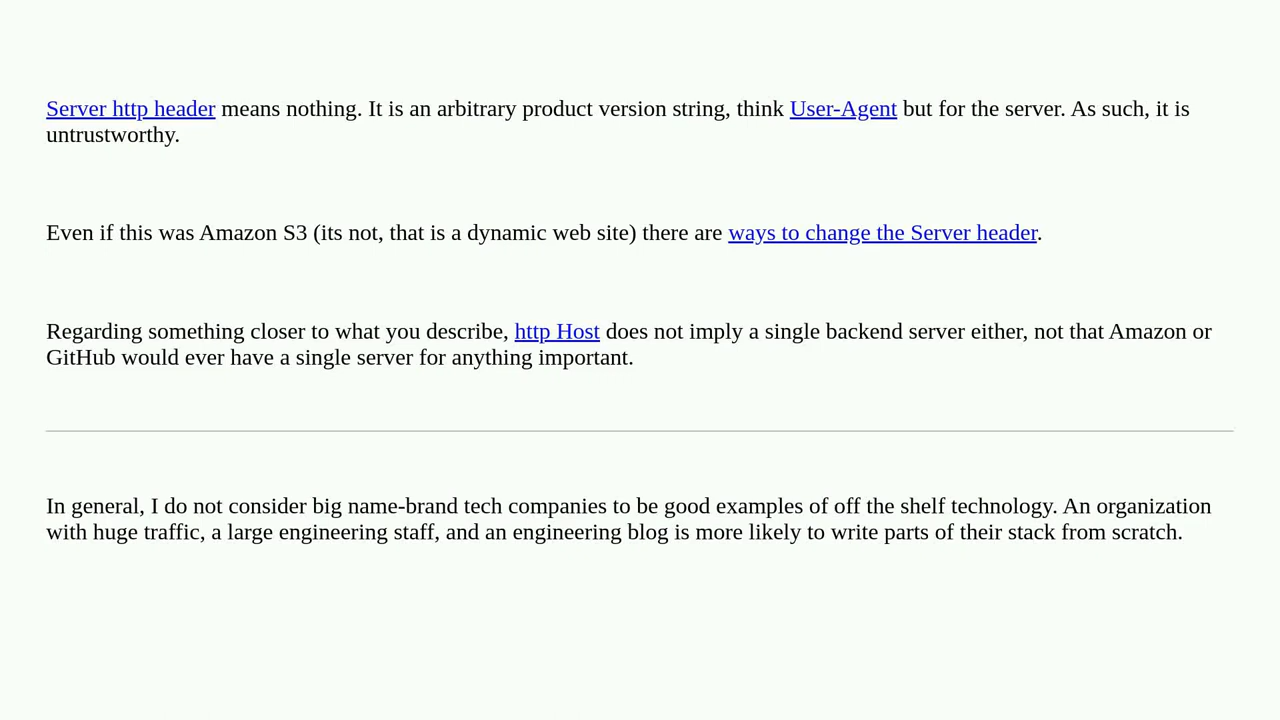 Server http header means nothing. It is an arbitrary product version string, think User-Agent but for the server. As such, it is
untrustworthy.
Even if this was Amazon S3 (its not, that is a dynamic web site) there are ways to change the Server header.
Regarding something closer to what you describe, http Host does not imply a single backend server either, not that Amazon or
GitHub would ever have a single server for anything important.
In general, I do not consider big name-brand tech companies to be good examples of off the shelf technology. An organization
with huge traffic, a large engineering staff, and an engineering blog is more likely to write parts of their stack from scratch.